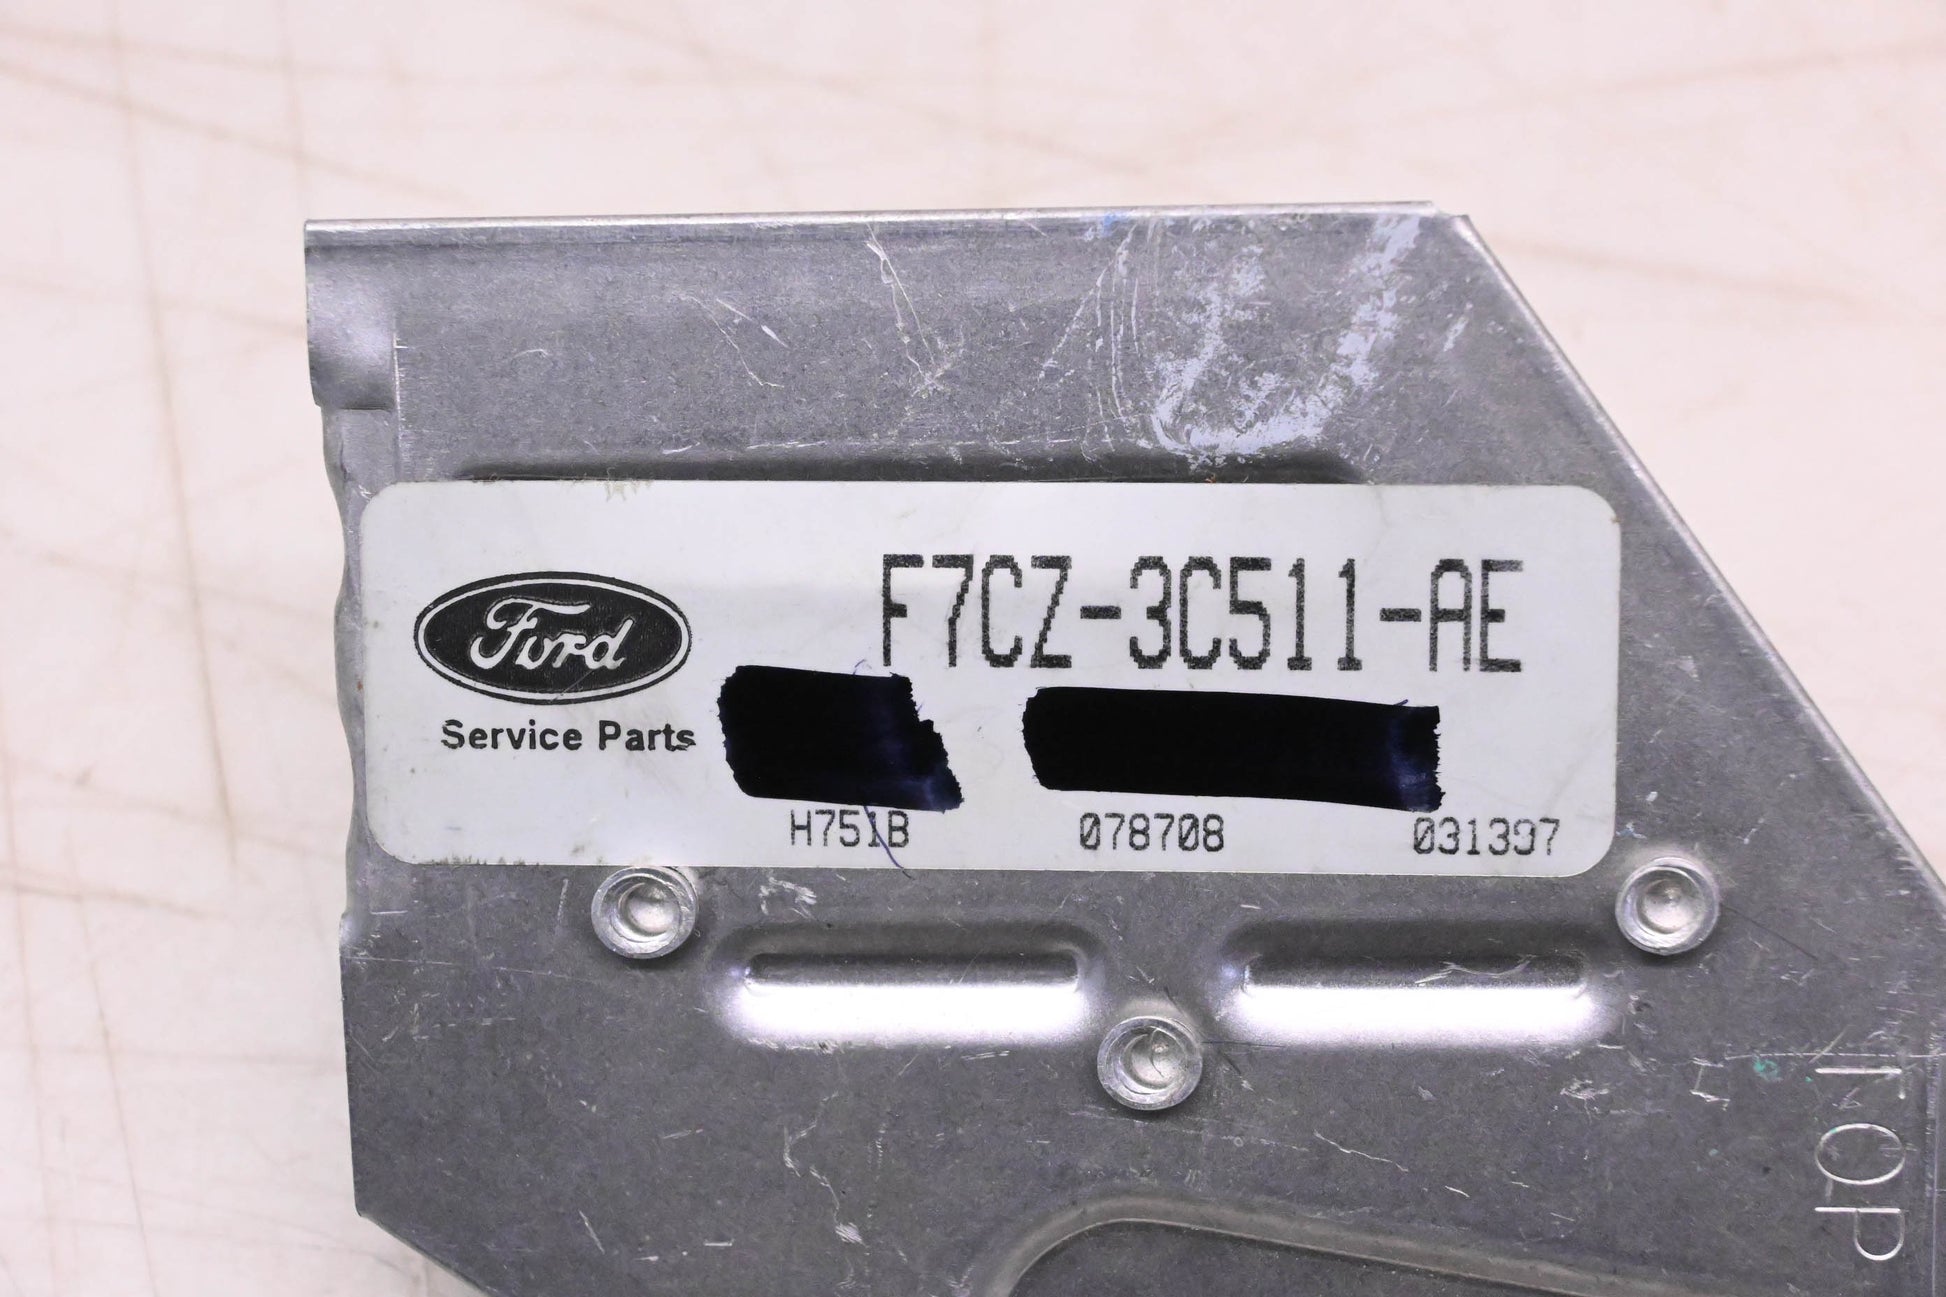 F7CZ-3C511-AE
Ford
Service Parts
H751B 078708 031397
TOP